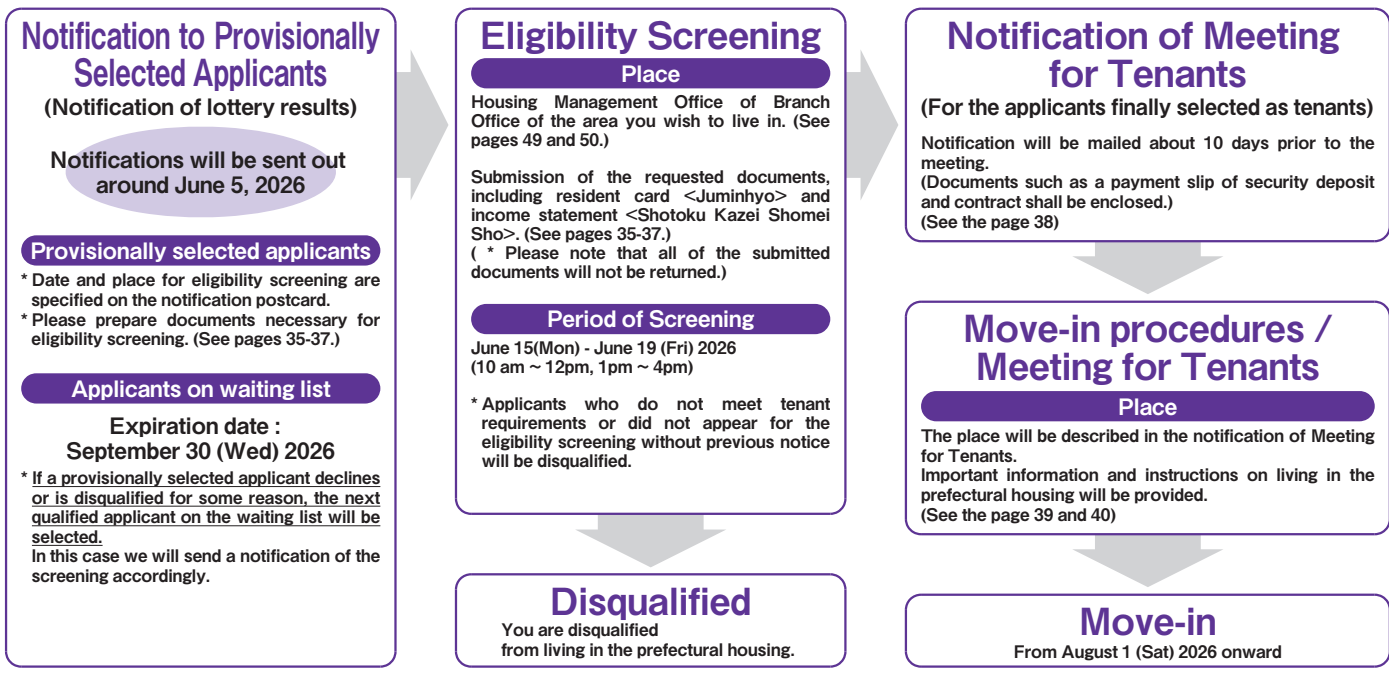 Notification to Provisionally
Selected Applicants
(Notification of lottery results)
Notifications will be sent out
around June 5, 2026
Provisionally selected applicants
* Date and place for eligibility screening are
specified on the notification postcard.
* Please prepare documents necessary for
eligibility screening. (See pages 35-37.)
Applicants on waiting list
Expiration date :
September 30 (Wed) 2026
* If a provisionally selected applicant declines
or is disqualified for some reason, the next
qualified applicant on the waiting list will be
selected.
In this case we will send a notification of the
screening accordingly.
Eligibility Screening
Place
Housing Management Office of Branch
Office of the area you wish to live in. (See
pages 49 and 50.)
Submission of the requested documents,
including resident card <Juminhyo> and
income statement <Shotoku Kazei Shomei
Sho>. (See pages 35-37.)
( * Please note that all of the submitted
documents will not be returned.)
Period of Screening
June 15(Mon) - June 19 (Fri) 2026
(10 am ~ 12pm, 1pm ~ 4pm)
* Applicants who do not meet tenant
requirements or did not appear for the
eligibility screening without previous notice
will be disqualified.
Disqualified
You are disqualified
from living in the prefectural housing.
Notification of Meeting
for Tenants
(For the applicants finally selected as tenants)
Notification will be mailed about 10 days prior to the
meeting.
(Documents such as a payment slip of security deposit
and contract shall be enclosed.)
(See the page 38)
Move-in procedures /
Meeting for Tenants
Place
The place will be described in the notification of Meeting
for Tenants.
Important information and instructions on living in the
prefectural housing will be provided.
(See the page 39 and 40)
Move-in
From August 1 (Sat) 2026 onward